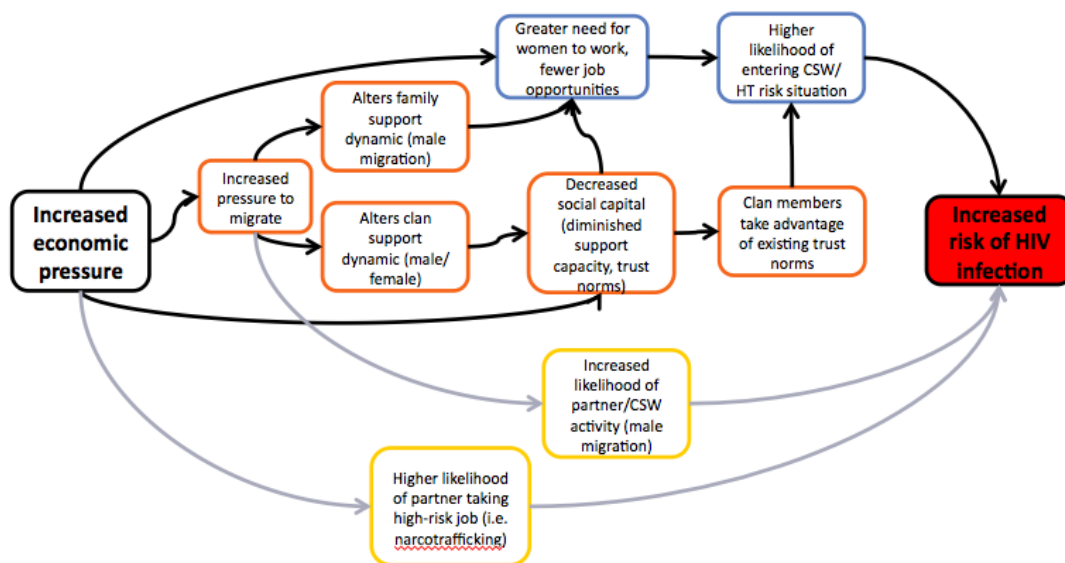 Greater need for
women to work,
fewer job
opportunities
Higher
likelihood of
entering CSW/
HT risk situation
Alters family
support
dynamic (male
migration)
Increased
pressure to
migrate
Increased
economic
pressure
Alters clan
support
dynamic (male/
female)
Decreased
social capital
(diminished
support
capacity, trust
norms)
Clan members
take advantage
of existing trust
norms
Increased
risk of HIV
infection
Increased
likelihood of
partner/CSW
activity (male
migration)
Higher likelihood
of partner taking
high-risk job (i.e.
narcotrafficking)